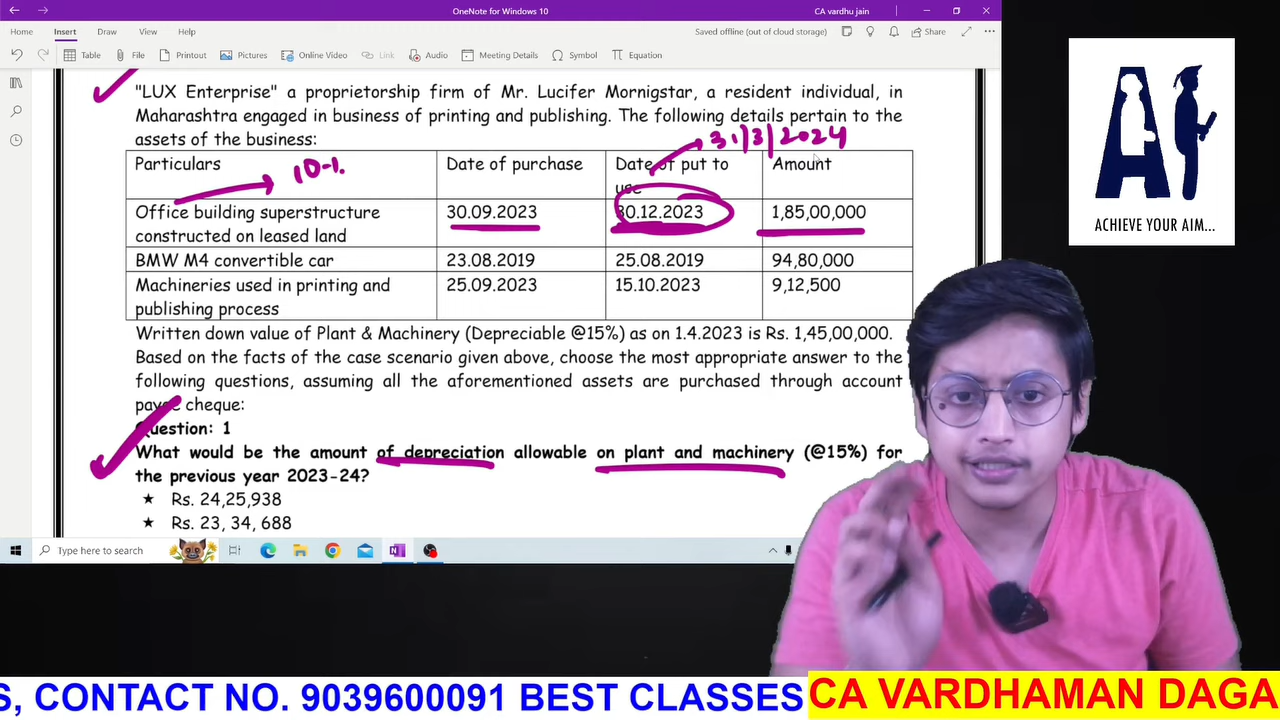 OneNote for Windows 10
CA vardhu jain
Home Insert Draw View Help
Saved offline (out of cloud storage)
Share
Table File Printout Pictures Online Video Link Audio Meeting Details Symbol Equation
"LUX Enterprise" a proprietorship firm of Mr. Lucifer Mornigstar, a resident individual, in
Maharashtra engaged in business of printing and publishing. The following details pertain to the
assets of the business:
31/3/2024
Particulars Date of purchase Date of put to use Amount
10%
Office building superstructure constructed on leased land 30.09.2023 30.12.2023 1,85,00,000
BMW M4 convertible car 23.08.2019 25.08.2019 94,80,000
Machineries used in printing and publishing process 25.09.2023 15.10.2023 9,12,500
Written down value of Plant & Machinery (Depreciable @15%) as on 1.4.2023 is Rs. 1,45,00,000.
Based on the facts of the case scenario given above, choose the most appropriate answer to the
following questions, assuming all the aforementioned assets are purchased through account
payee cheque:
Question: 1
What would be the amount of depreciation allowable on plant and machinery (@15%) for
the previous year 2023-24?
★ Rs. 24,25,938
★ Rs. 23, 34, 688
Type here to search
ACHIEVE YOUR AIM...
S, CONTACT NO. 9039600091 BEST CLASSES
CA VARDHAMAN DAGA